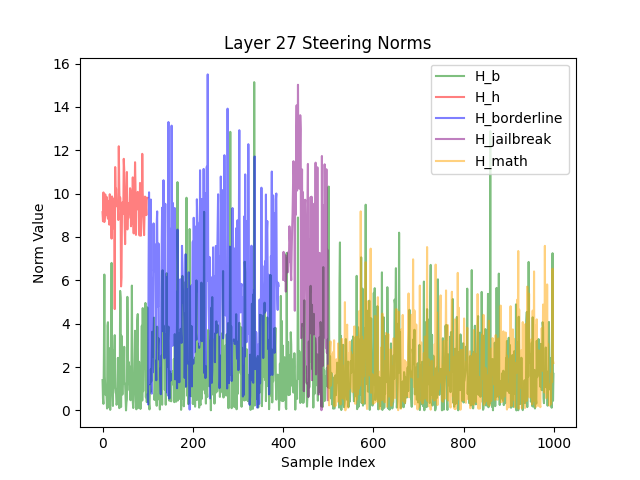 Layer 27 Steering Norms
16
14
12
10
8
6
4
2
0
Norm Value
H_b
H_h
H_borderline
H_jailbreak
H_math
0
200
400
600
800
1000
Sample Index